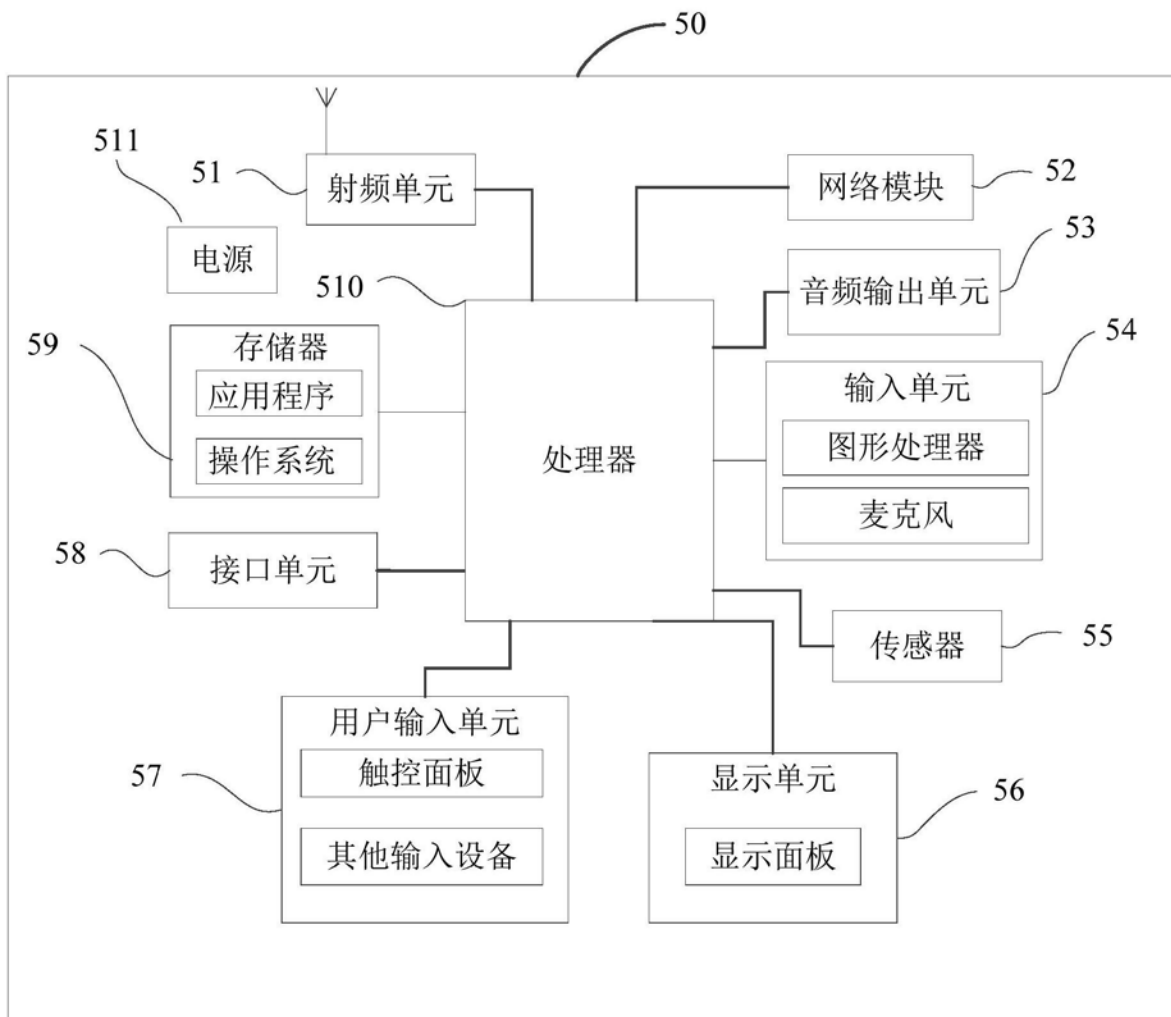 50
511
51
射频单元
网络模块
52
电源
510
音频输出单元
53
59
存储器
应用程序
操作系统
处理器
输入单元
54
图形处理器
麦克风
58
接口单元
传感器
55
57
用户输入单元
触控面板
其他输入设备
显示单元
56
显示面板